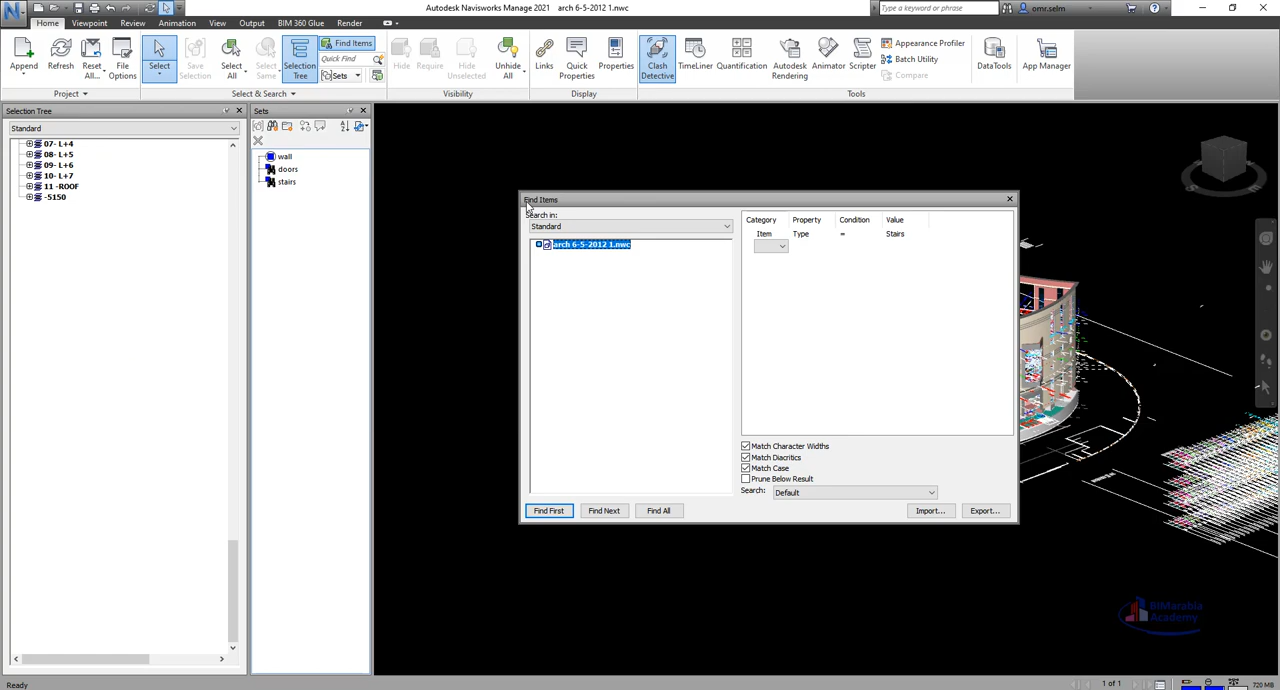 Autodesk Navisworks Manage 2021 arch 6-5-2012 1.nwc
Type a keyword or phrase
omr.selm
Home Viewpoint Review Animation View Output BIM 360 Glue Render
Append
Refresh
Reset All...
File Options
Select
Save Selection
Select All
Select Same
Selection Tree
Find Items
Quick Find
Sets
Hide
Require
Hide Unselected
Unhide All
Links
Quick Properties
Properties
Clash Detective
TimeLiner
Quantification
Autodesk Rendering
Animator
Scripter
Appearance Profiler
Batch Utility
Compare
DataTools
App Manager
Project Select & Search Visibility Display Tools
Selection Tree
Standard
07- L+4
08- L+5
09- L+6
10- L+7
11 -ROOF
-5150
Sets
wall
doors
stairs
Find Items
Search in:
Standard
arch 6-5-2012 1.nwc
Category Property Condition Value
Item Type = Stairs
Match Character Widths
Match Diacritics
Match Case
Prune Below Result
Search: Default
Find First Find Next Find All Import... Export...
BIMarabia
Academy
Ready
1 of 1
720 MB